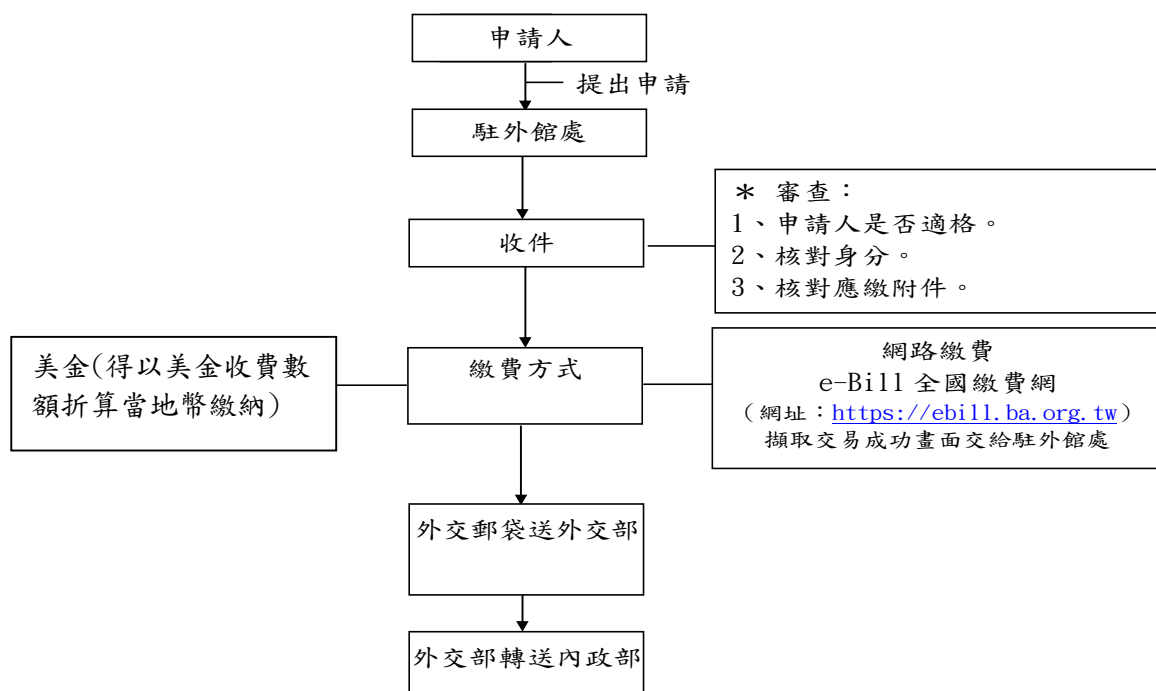 申請人
提出申請
駐外館處
收件
＊ 審查：
1、申請人是否適格。
2、核對身分。
3、核對應繳附件。
美金(得以美金收費數
額折算當地幣繳納)
繳費方式
網路繳費
e-Bill 全國繳費網
（網址：https://ebill.ba.org.tw）
擷取交易成功畫面交給駐外館處
外交郵袋送外交部
外交部轉送內政部